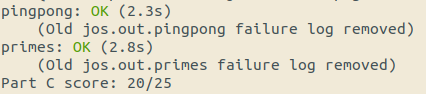 pingpong: OK (2.3s)
(Old jos.out.pingpong failure log removed)
primes: OK (2.8s)
(Old jos.out.primes failure log removed)
Part C score: 20/25